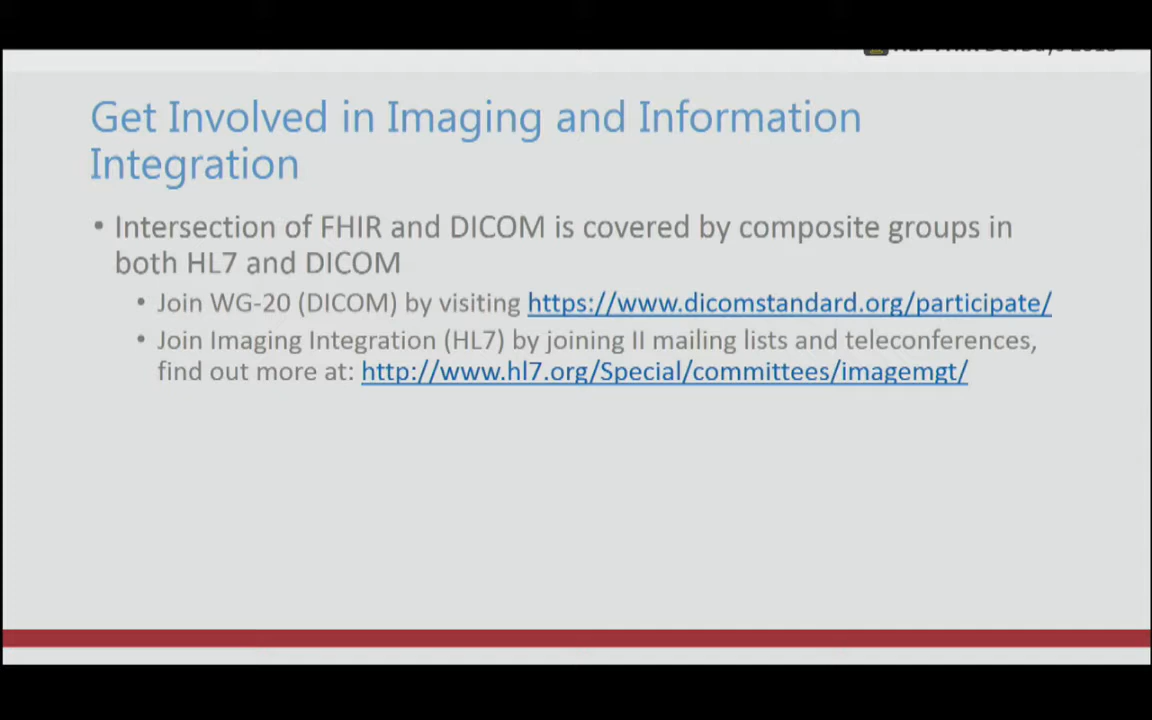 Get Involved in Imaging and Information
Integration
• Intersection of FHIR and DICOM is covered by composite groups in
both HL7 and DICOM
• Join WG-20 (DICOM) by visiting https://www.dicomstandard.org/participate/
• Join Imaging Integration (HL7) by joining II mailing lists and teleconferences,
find out more at: http://www.hl7.org/Special/committees/imagemgt/